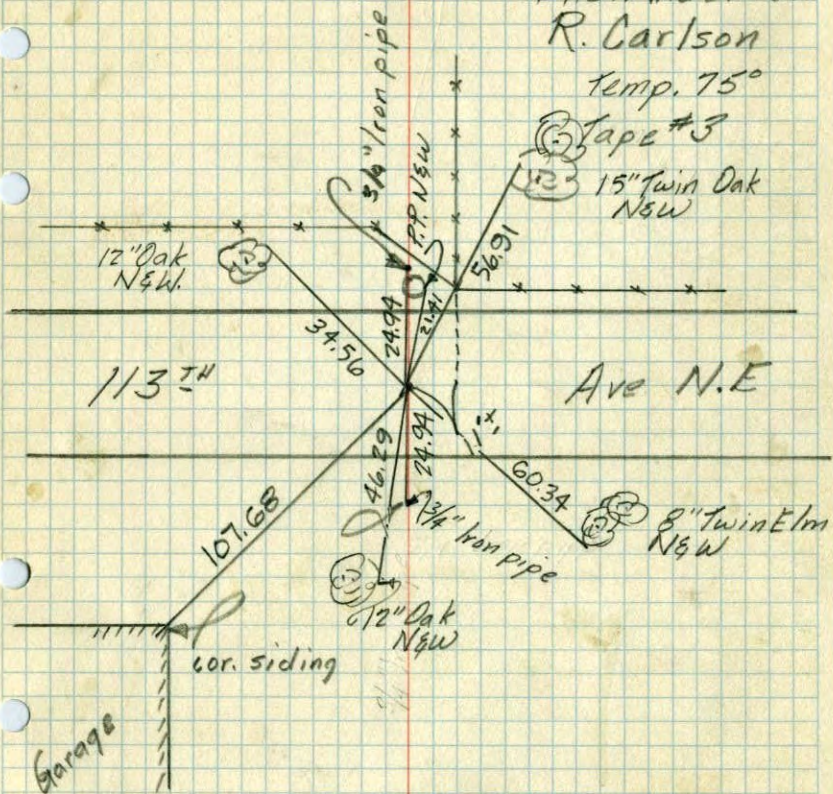 R. Carlson
Temp. 75°
Tape #3
3/4" Iron pipe
P.P. N&W
15" Twin Oak
N&W
12" Oak
N&W.
56.91
24.94
21.41
34.56
113TH
Ave N.E
46.29
24.94
1"x,
60.34
107.68
3/4" Iron pipe
8" Twin Elm
N&W
12" Oak
N&W
cor. siding
Garage